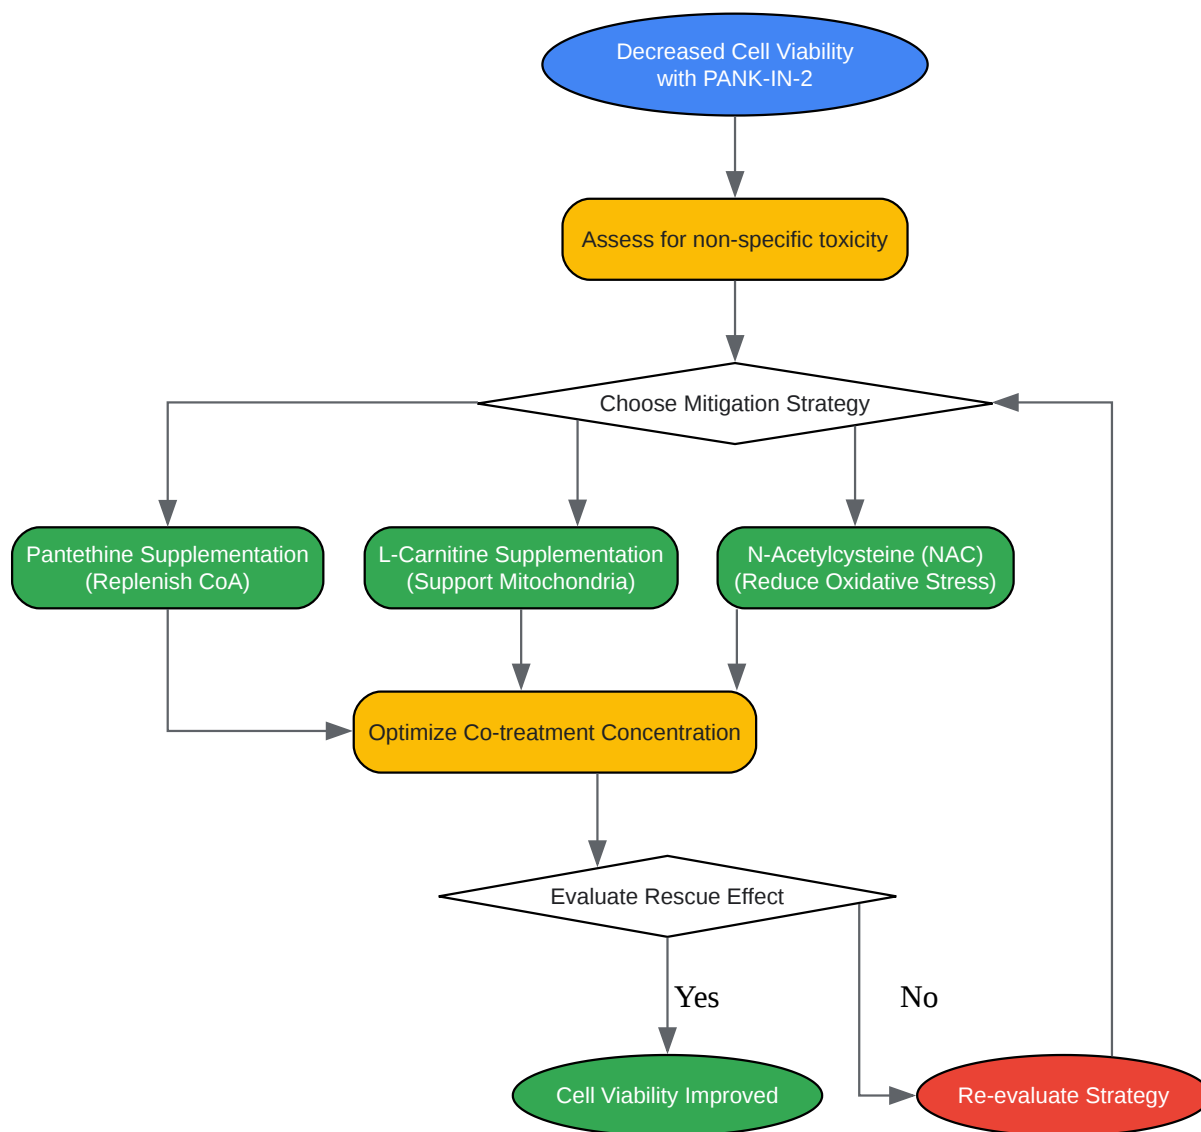 Decreased Cell Viability
with PANK-IN-2
Assess for non-specific toxicity
Choose Mitigation Strategy
Pantethine Supplementation
(Replenish CoA)
L-Carnitine Supplementation
(Support Mitochondria)
N-Acetylcysteine (NAC)
(Reduce Oxidative Stress)
Optimize Co-treatment Concentration
Evaluate Rescue Effect
Yes
No
Cell Viability Improved
Re-evaluate Strategy